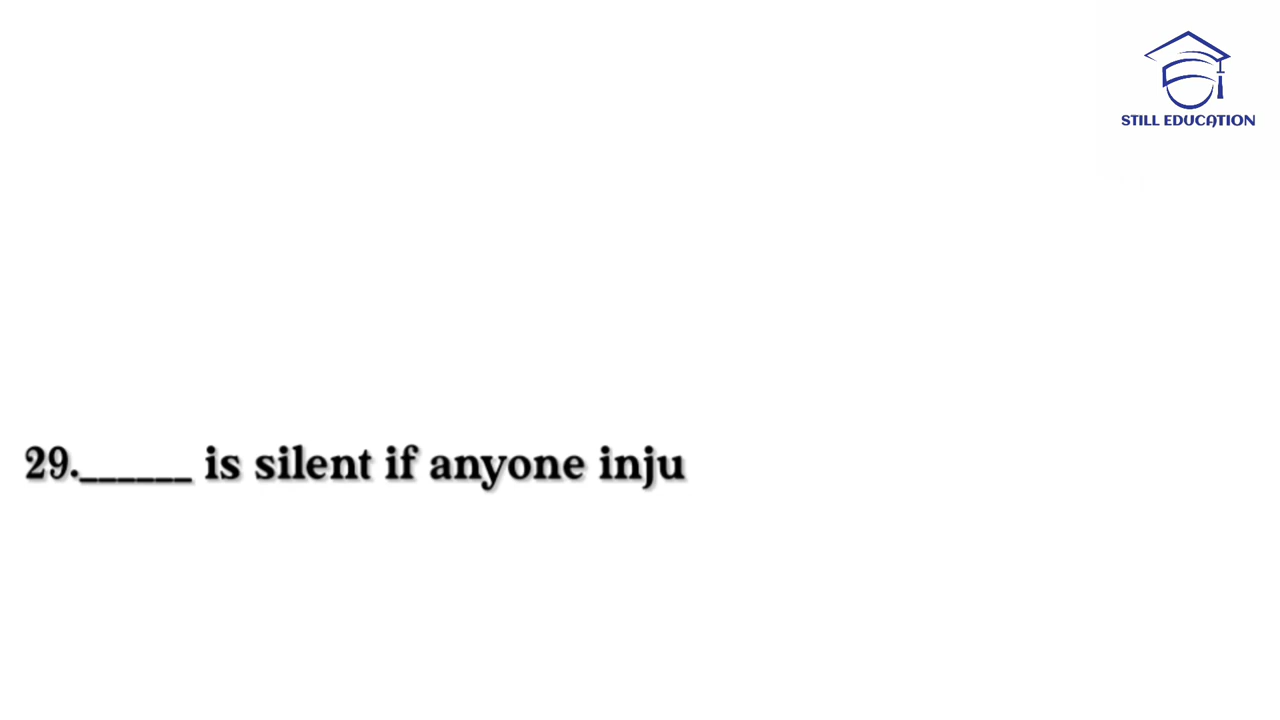 STILL EDUCATION
29.______ is silent if anyone inju